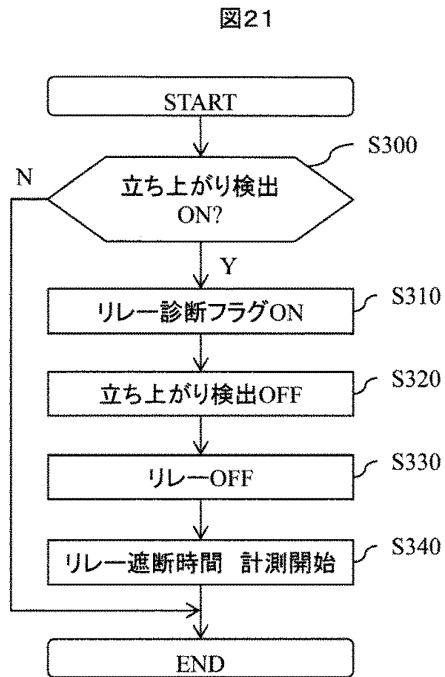 図21
START
S300
N
立ち上がり検出
ON?
Y
S310
リレー診断フラグON
S320
立ち上がり検出OFF
S330
リレーOFF
S340
リレー遮断時間 計測開始
END